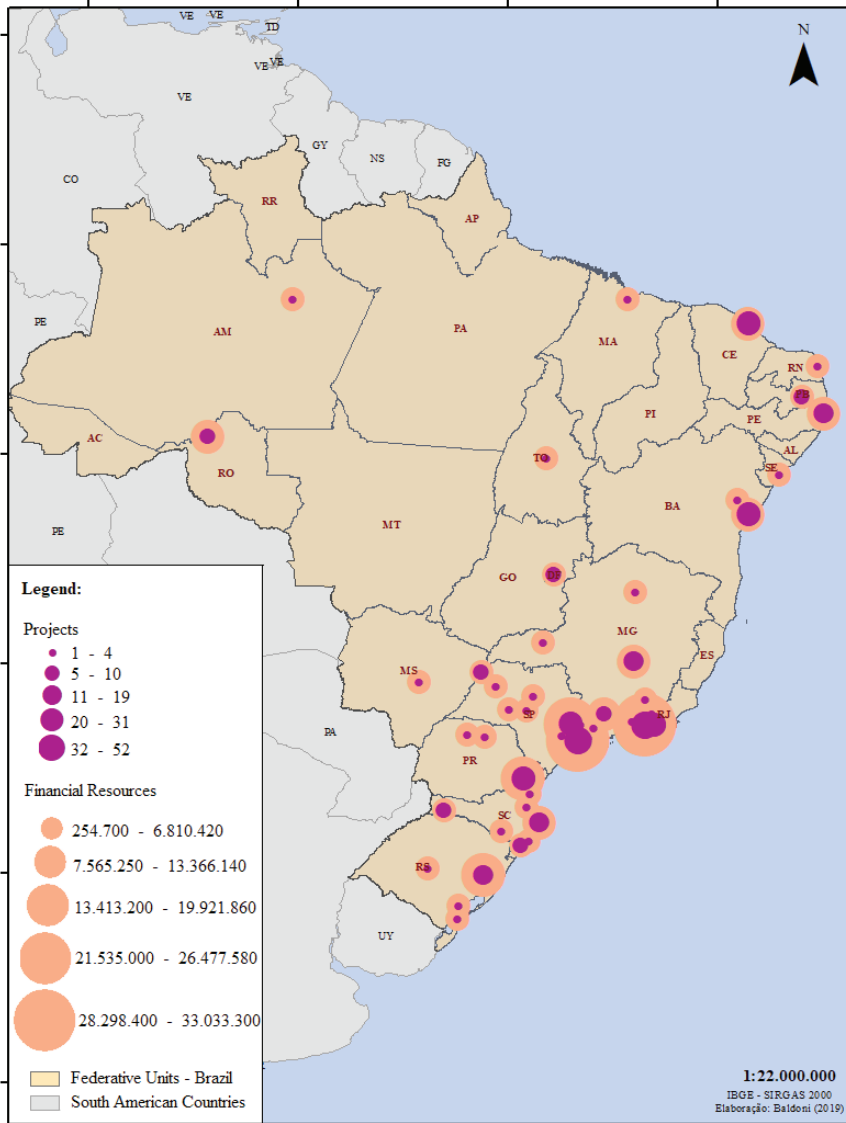 VE
VE
TD
N
VE
VE
VE
GY
NS
FG
CO
RR
AP
PE
AM
PA
MA
CE
RN
PB
PI
PE
AC
TO
AL
RO
SE
BA
PE
MT
GO
DF
Legend:
MG
Projects
ES
1 - 4
MS
5 - 10
11 - 19
SP
RJ
20 - 31
PA
32 - 52
PR
Financial Resources
254.700 - 6.810.420
SC
7.565.250 - 13.366.140
RS
13.413.200 - 19.921.860
UY
21.535.000 - 26.477.580
28.298.400 - 33.033.300
Federative Units - Brazil
1:22.000.000
South American Countries
IBGE - SIRGAS 2000
Elaboração: Baldoni (2019)